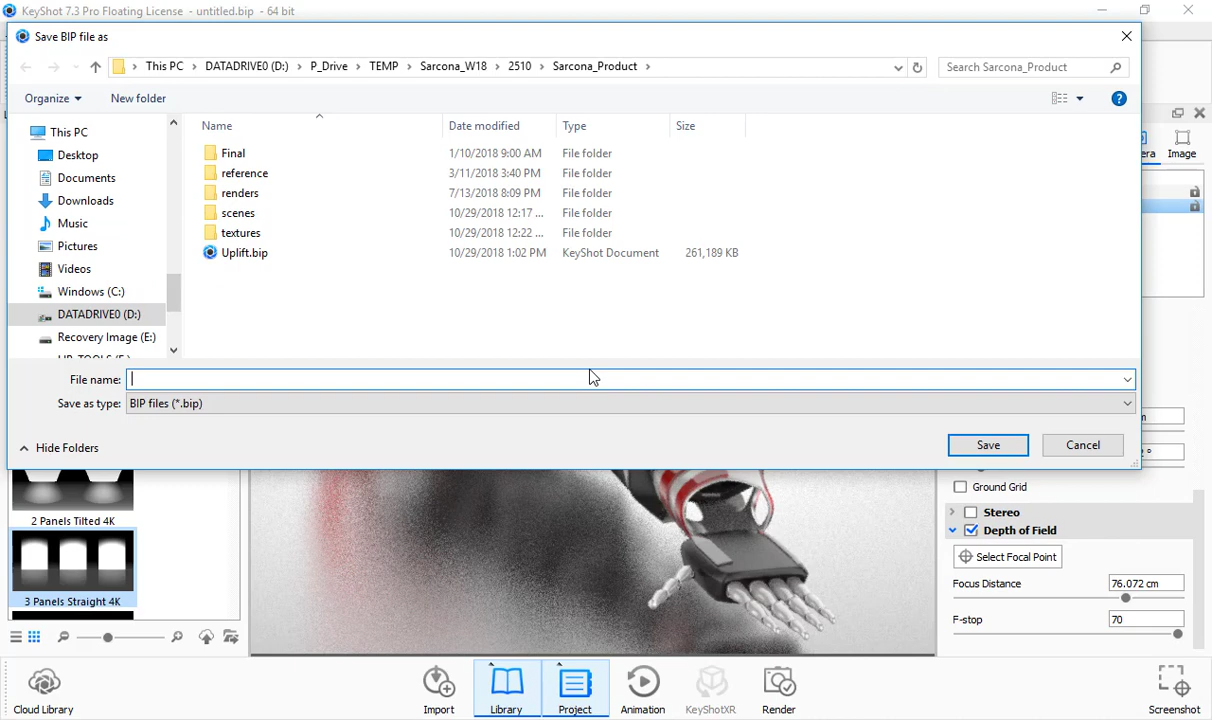 KeyShot 7.3 Pro Floating License - untitled.bip - 64 bit
Save BIP file as
This PC > DATADRIVE0 (D:) > P_Drive > TEMP > Sarcona_W18 > 2510 > Sarcona_Product >
Search Sarcona_Product
Organize
New folder
Name Date modified Type Size
This PC
Desktop
Documents
Downloads
Music
Pictures
Videos
Windows (C:)
DATADRIVE0 (D:)
Recovery Image (E:)
Final 1/10/2018 9:00 AM File folder
reference 3/11/2018 3:40 PM File folder
renders 7/13/2018 8:09 PM File folder
scenes 10/29/2018 12:17 ... File folder
textures 10/29/2018 12:22 ... File folder
Uplift.bip 10/29/2018 1:02 PM KeyShot Document 261,189 KB
File name:
Save as type: BIP files (*.bip)
Hide Folders
Save
Cancel
Image
2 Panels Tilted 4K
3 Panels Straight 4K
Ground Grid
Stereo
Depth of Field
Select Focal Point
Focus Distance 76.072 cm
F-stop 70
Cloud Library
Import
Library
Project
Animation
KeyShotXR
Render
Screenshot